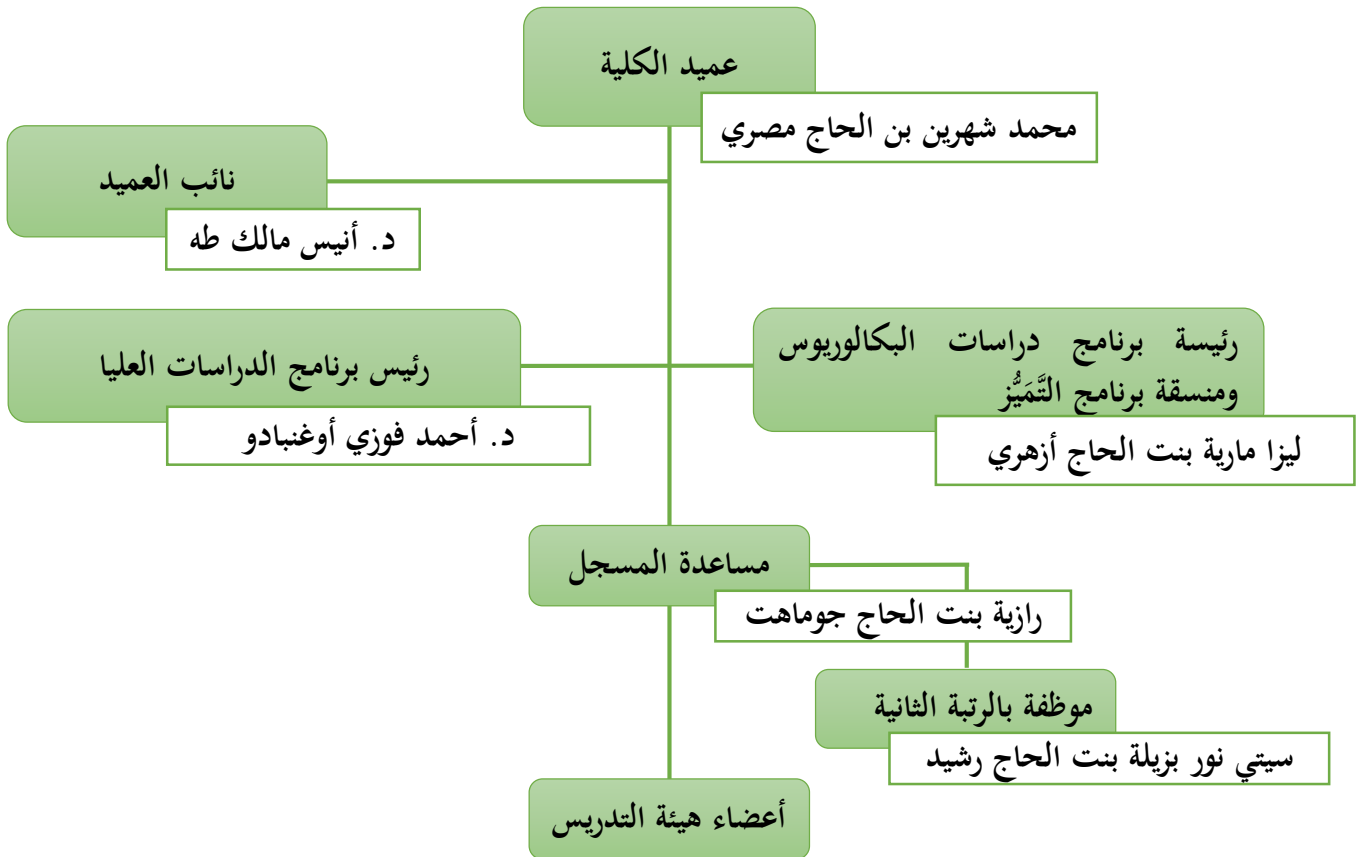 عميد الكلية
محمد شهرين بن الحاج مصري
نائب العميد
د. أنيس مالك طه
رئيسة برنامج دراسات البكالوريوس
ومنسقة برنامج التَّمَيُّز
ليزا مارية بنت الحاج أزهري
رئيس برنامج الدراسات العليا
د. أحمد فوزي أوغنبادو
مساعدة المسجل
رازية بنت الحاج جوماهت
موظفة بالرتبة الثانية
سيتي نور بزيلة بنت الحاج رشيد
أعضاء هيئة التدريس